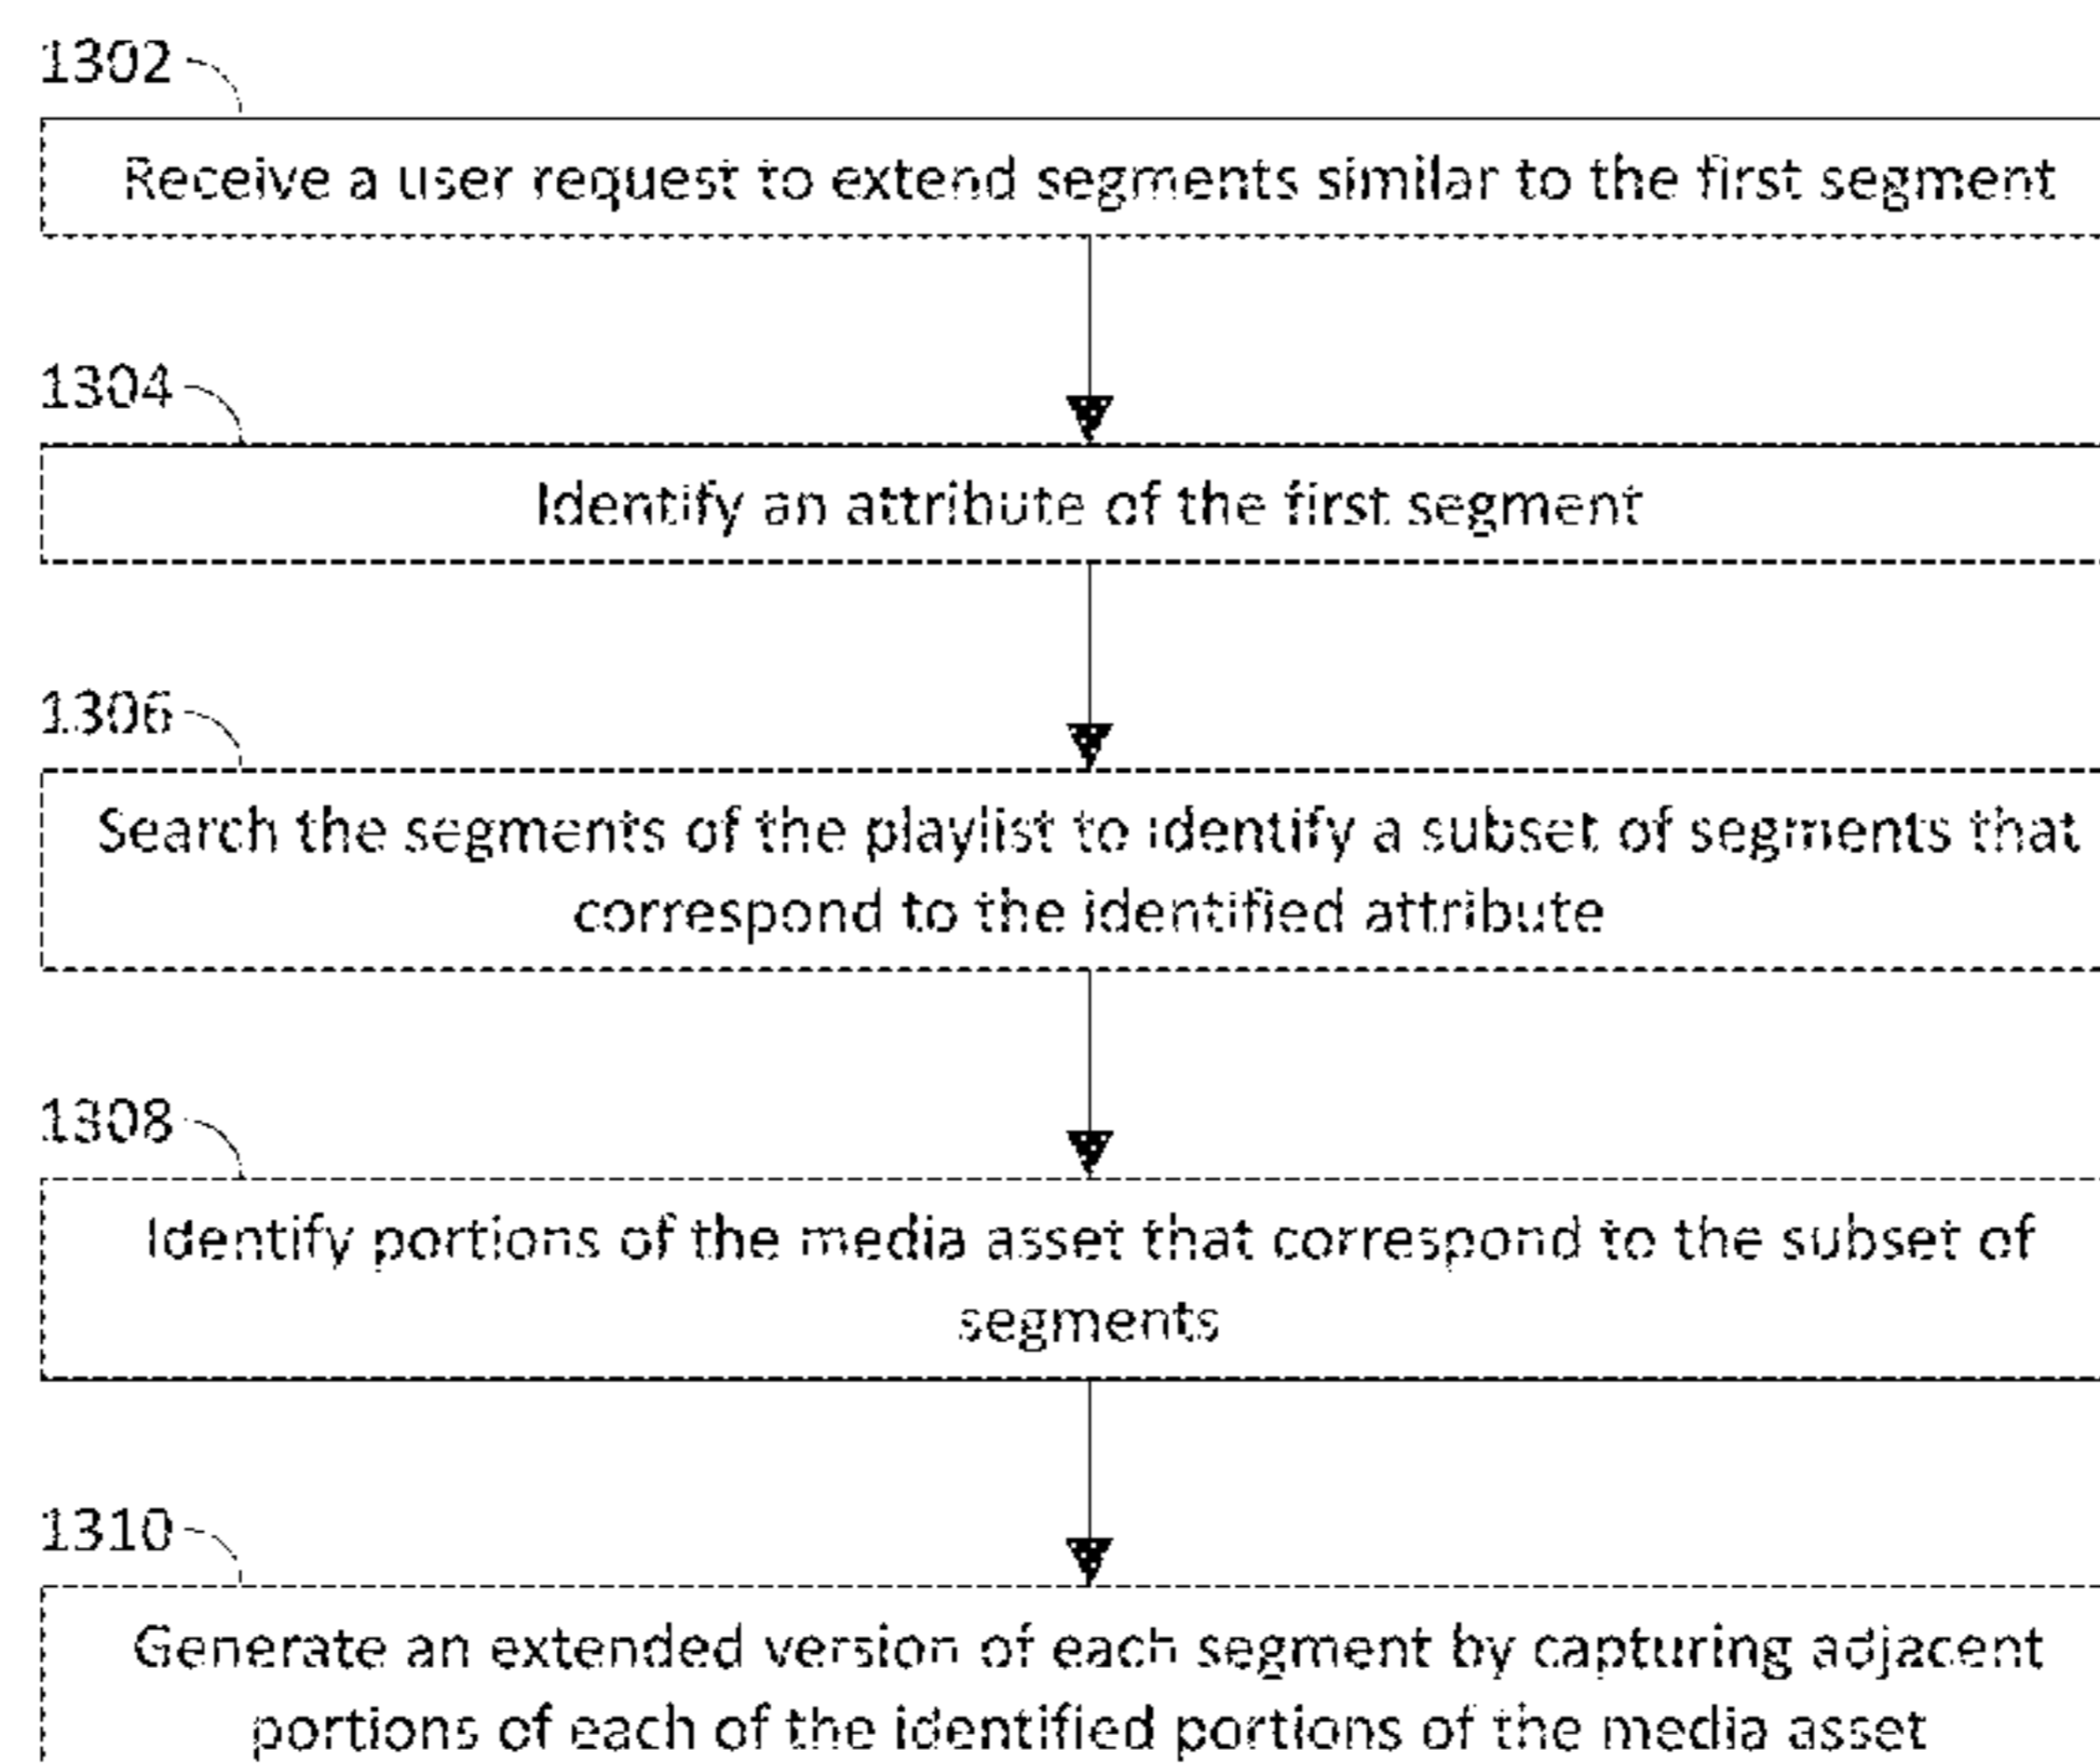 1302
Receive a user request to extend segments similar to the first segment
1304
Identify an attribute of the first segment
1306
Search the segments of the playlist to identify a subset of segments that
correspond to the identified attribute
1308
Identify portions of the media asset that correspond to the subset of
segments
1310
Generate an extended version of each segment by capturing adjacent
portions of each of the identified portions of the media asset